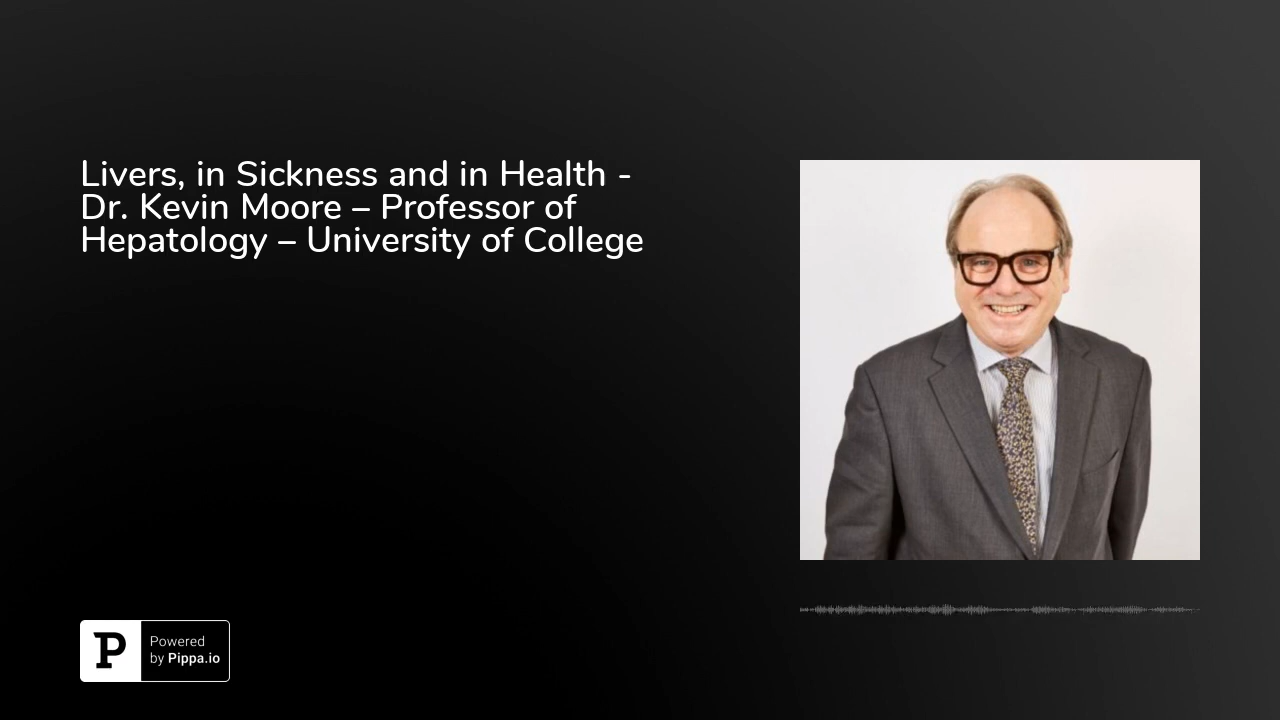 Livers, in Sickness and in Health -
Dr. Kevin Moore – Professor of
Hepatology – University of College
P
Powered
by Pippa.io